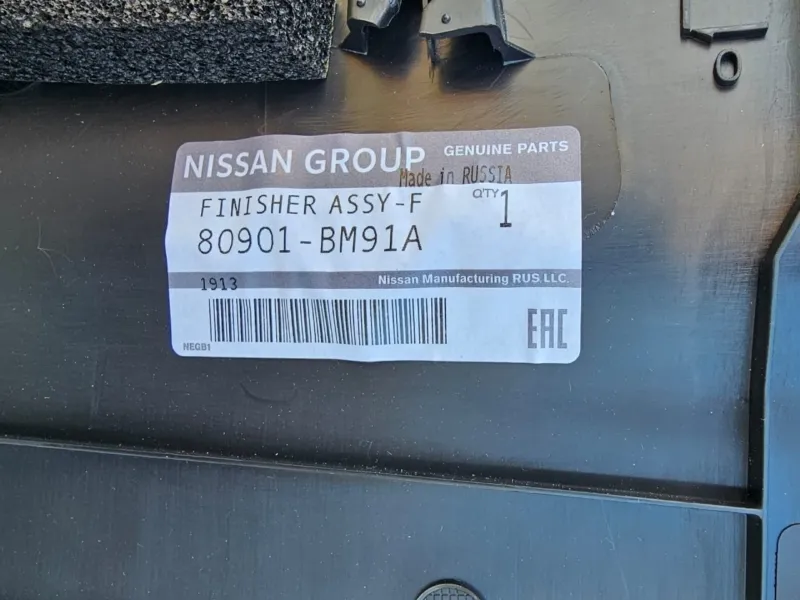 NISSAN GROUP GENUINE PARTS
Made in RUSSIA
FINISHER ASSY-F Q'TY 1
80901-BM91A
1913 Nissan Manufacturing RUS LLC.
NEGB1
EAC